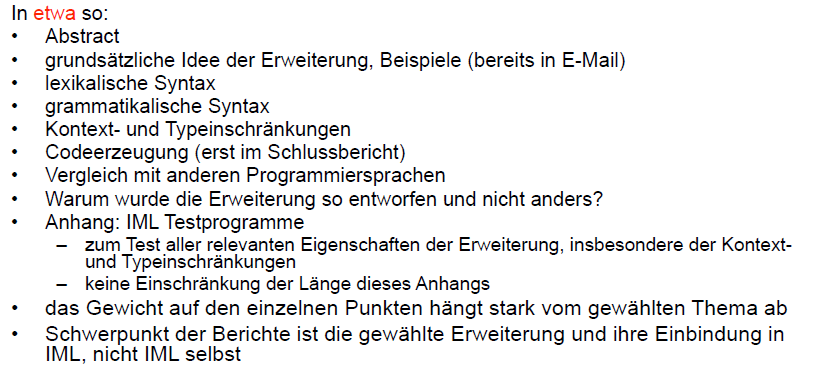 In etwa so:
• Abstract
• grundsätzliche Idee der Erweiterung, Beispiele (bereits in E-Mail)
• lexikalische Syntax
• grammatikalische Syntax
• Kontext- und Typeinschränkungen
• Codeerzeugung (erst im Schlussbericht)
• Vergleich mit anderen Programmiersprachen
• Warum wurde die Erweiterung so entworfen und nicht anders?
• Anhang: IML Testprogramme
– zum Test aller relevanten Eigenschaften der Erweiterung, insbesondere der Kontext-
und Typeinschränkungen
– keine Einschränkung der Länge dieses Anhangs
• das Gewicht auf den einzelnen Punkten hängt stark vom gewählten Thema ab
• Schwerpunkt der Berichte ist die gewählte Erweiterung und ihre Einbindung in
IML, nicht IML selbst